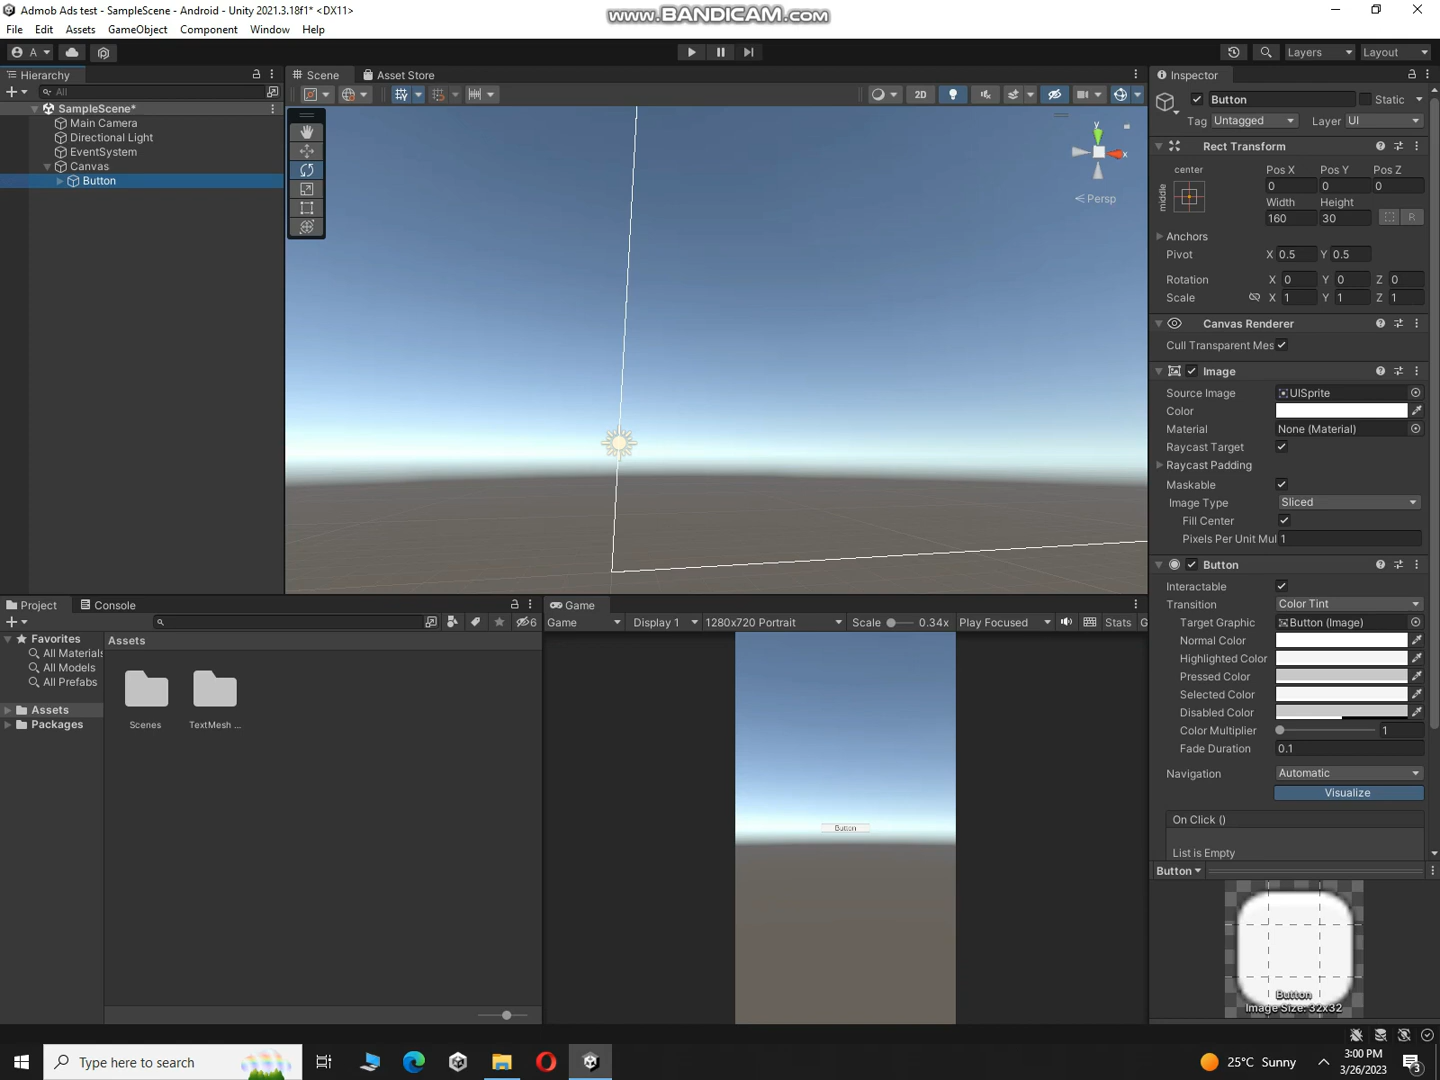 Admob Ads test - SampleScene - Android - Unity 2021.3.18f1* <DX11>
www.BANDICAM.com
File Edit Assets GameObject Component Window Help
A
Layers
Layout
Hierarchy
All
SampleScene*
Main Camera
Directional Light
EventSystem
Canvas
Button
Scene
Asset Store
2D
y
x
Persp
Inspector
Button
Static
Tag Untagged
Layer UI
Rect Transform
center
middle
Pos X Pos Y Pos Z
0 0 0
Width Height
160 30
R
Anchors
Pivot X 0.5 Y 0.5
Rotation X 0 Y 0 Z 0
Scale X 1 Y 1 Z 1
Canvas Renderer
Cull Transparent Mes
Image
Source Image UISprite
Color
Material None (Material)
Raycast Target
Raycast Padding
Maskable
Image Type Sliced
Fill Center
Pixels Per Unit Mul 1
Button
Interactable
Transition Color Tint
Target Graphic Button (Image)
Normal Color
Highlighted Color
Pressed Color
Selected Color
Disabled Color
Color Multiplier 1
Fade Duration 0.1
Navigation Automatic
Visualize
On Click ()
List is Empty
Button
Button
Image Size: 32x32
Project
Console
6
Favorites
All Materials
All Models
All Prefabs
Assets
Packages
Assets
Scenes
TextMesh ...
Game
Game Display 1 1280x720 Portrait Scale 0.34x Play Focused Stats G
Button
Type here to search
25°C Sunny
3:00 PM
3/26/2023
3